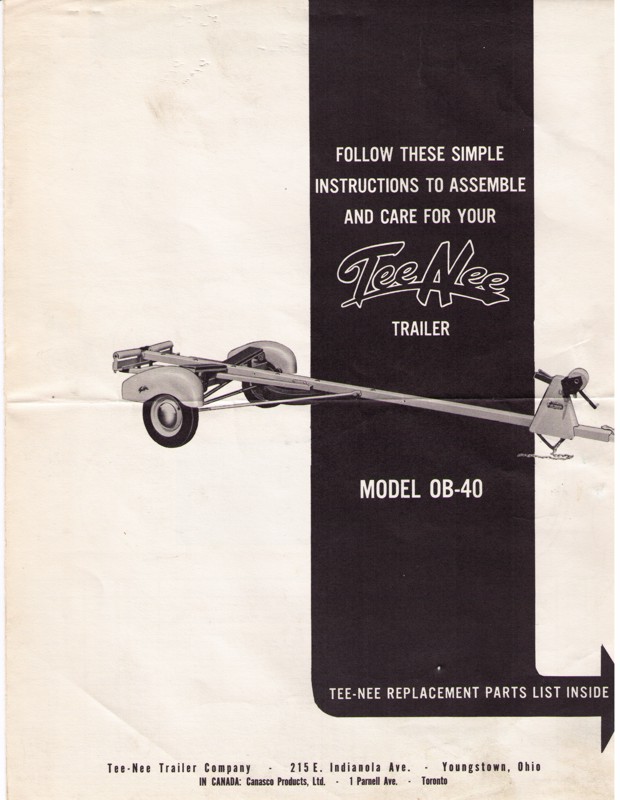 FOLLOW THESE SIMPLE
INSTRUCTIONS TO ASSEMBLE
AND CARE FOR YOUR
Tee Nee
TRAILER
MODEL OB-40
TEE-NEE REPLACEMENT PARTS LIST INSIDE
Tee-Nee Trailer Company - 215 E. Indianola Ave. - Youngstown, Ohio
IN CANADA: Canasco Products, Ltd. - 1 Parnell Ave. - Toronto